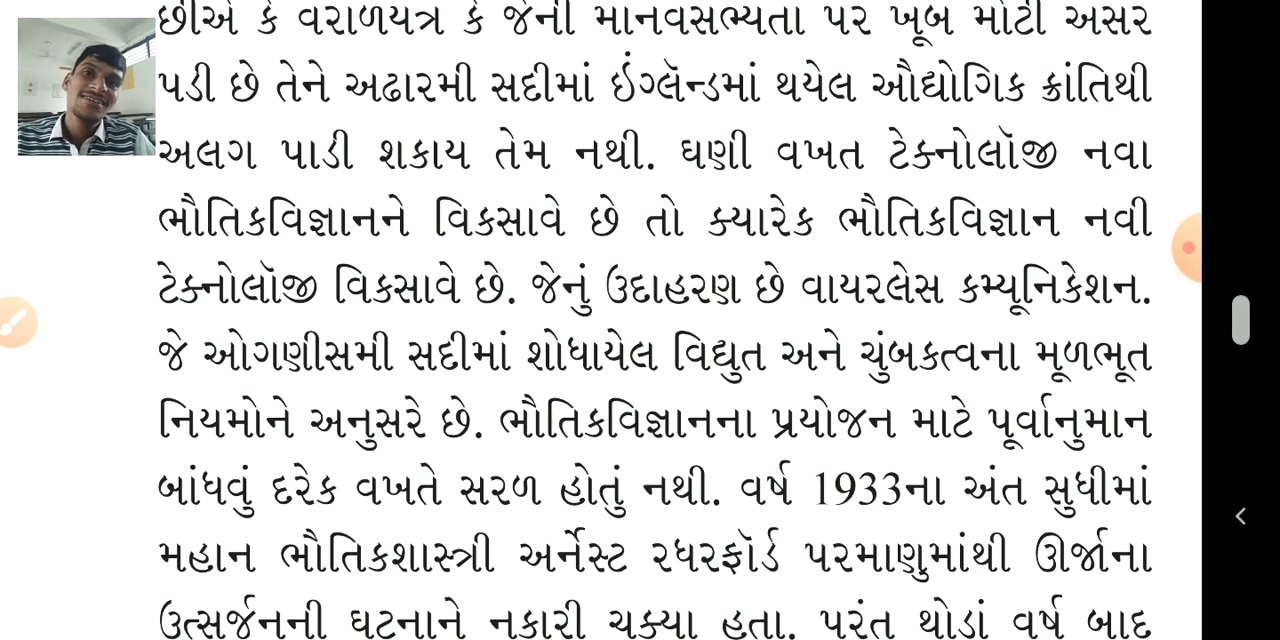 છીએ કે વરાળયંત્ર કે જેની માનવસભ્યતા પર ખૂબ મોટી અસર
પડી છે તેને અઢારમી સદીમાં ઇંગ્લૅન્ડમાં થયેલ ઔદ્યોગિક ક્રાંતિથી
અલગ પાડી શકાય તેમ નથી. ઘણી વખત ટેક્નોલૉજી નવા
ભૌતિકવિજ્ઞાનને વિકસાવે છે તો ક્યારેક ભૌતિકવિજ્ઞાન નવી
ટેક્નોલૉજી વિકસાવે છે. જેનું ઉદાહરણ છે વાયરલેસ કમ્યૂનિકેશન.
જે ઓગણીસમી સદીમાં શોધાયેલ વિદ્યુત અને ચુંબકત્વના મૂળભૂત
નિયમોને અનુસરે છે. ભૌતિકવિજ્ઞાનના પ્રયોજન માટે પૂર્વાનુમાન
બાંધવું દરેક વખતે સરળ હોતું નથી. વર્ષ 1933ના અંત સુધીમાં
મહાન ભૌતિકશાસ્ત્રી અર્નેસ્ટ રધરફૉર્ડ પરમાણુમાંથી ઊર્જાના
ઉત્સર્જનની ઘટનાને નકારી ચૂક્યા હતા. પરંતુ થોડાં વર્ષ બાદ